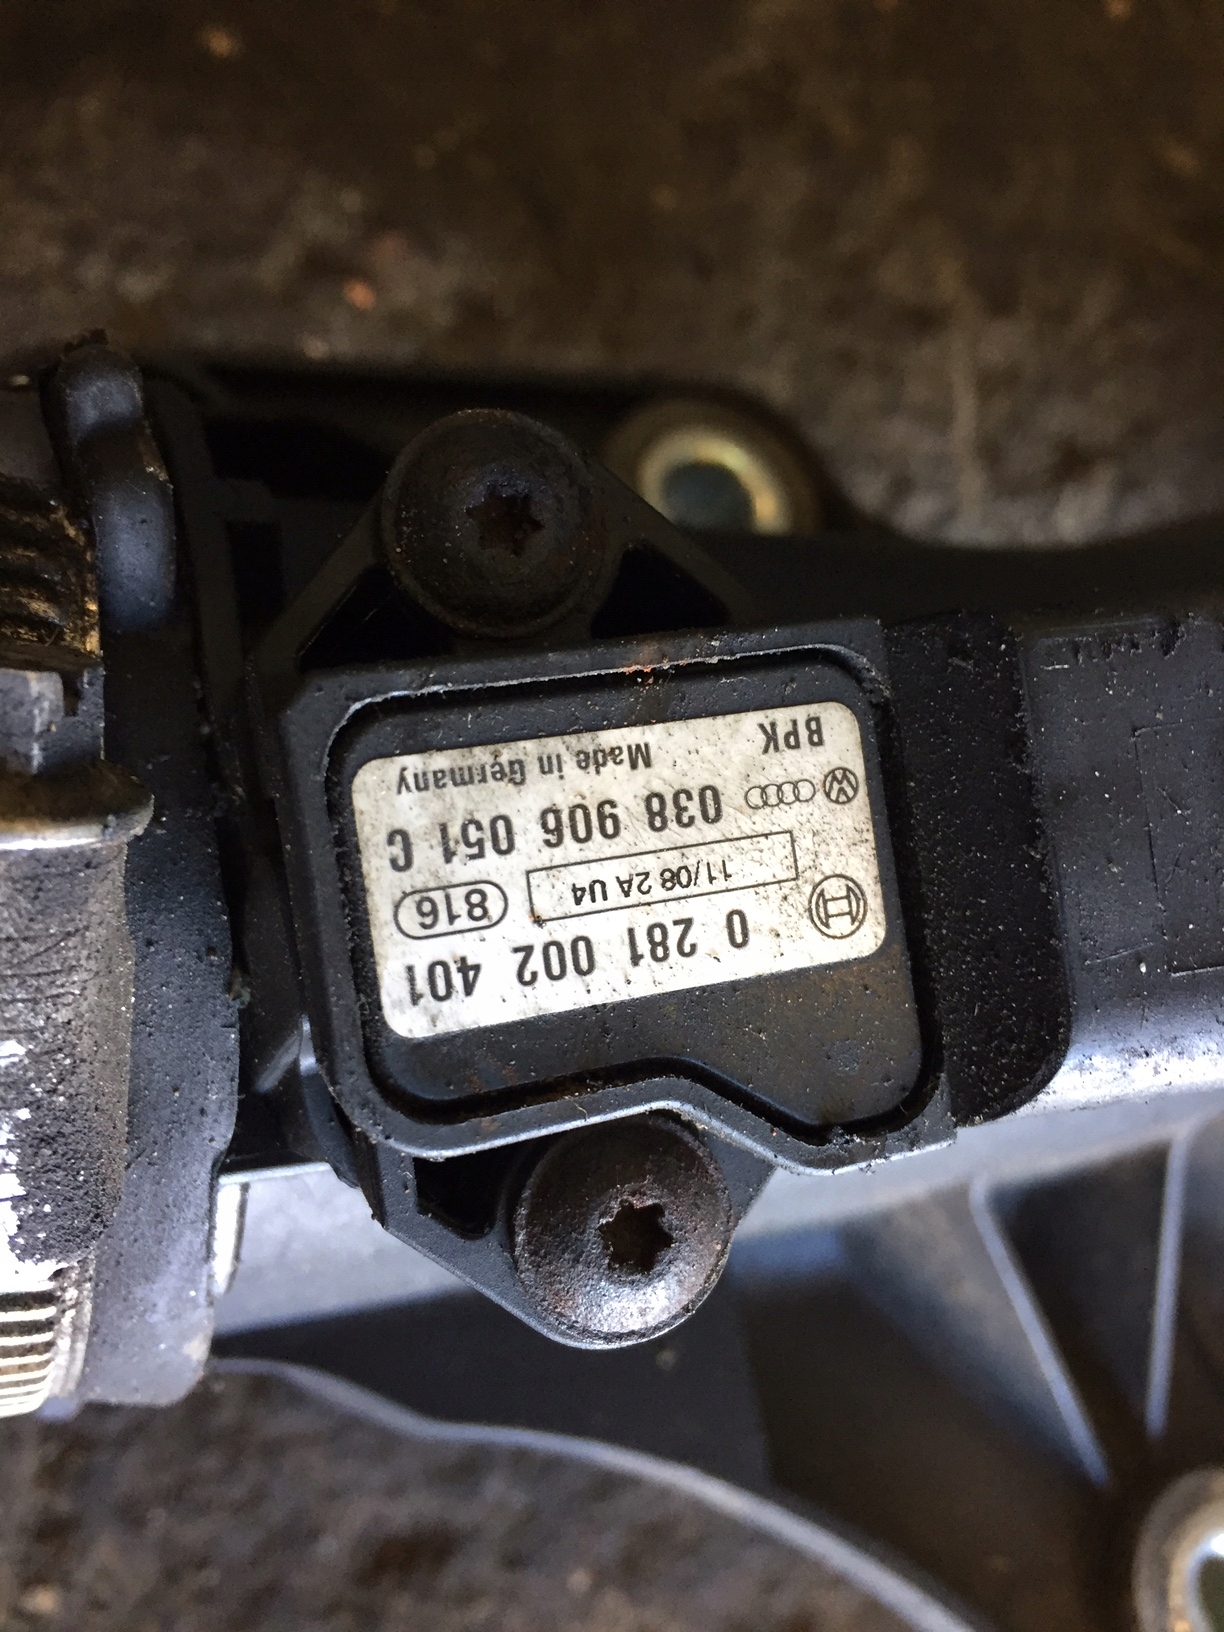 0 281 002 401
11/08 2A U4 816
038 906 051 C
Made in Germany
BPK